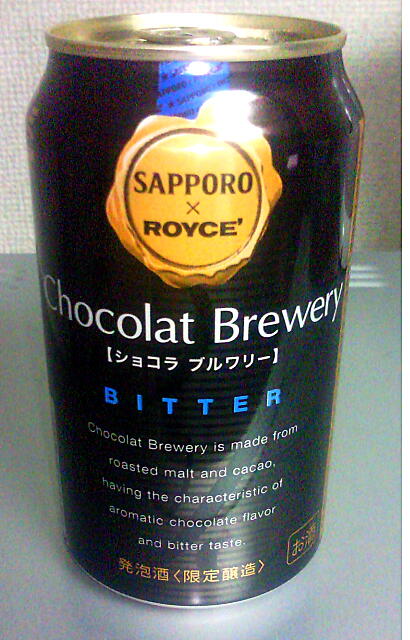 SAPPORO
×
ROYCE'
Chocolat Brewery
【ショコラ ブルワリー】
BITTER
Chocolat Brewery is made from
roasted malt and cacao,
having the characteristic of
aromatic chocolate flavor
and bitter taste.
お酒
発泡酒〈限定醸造〉